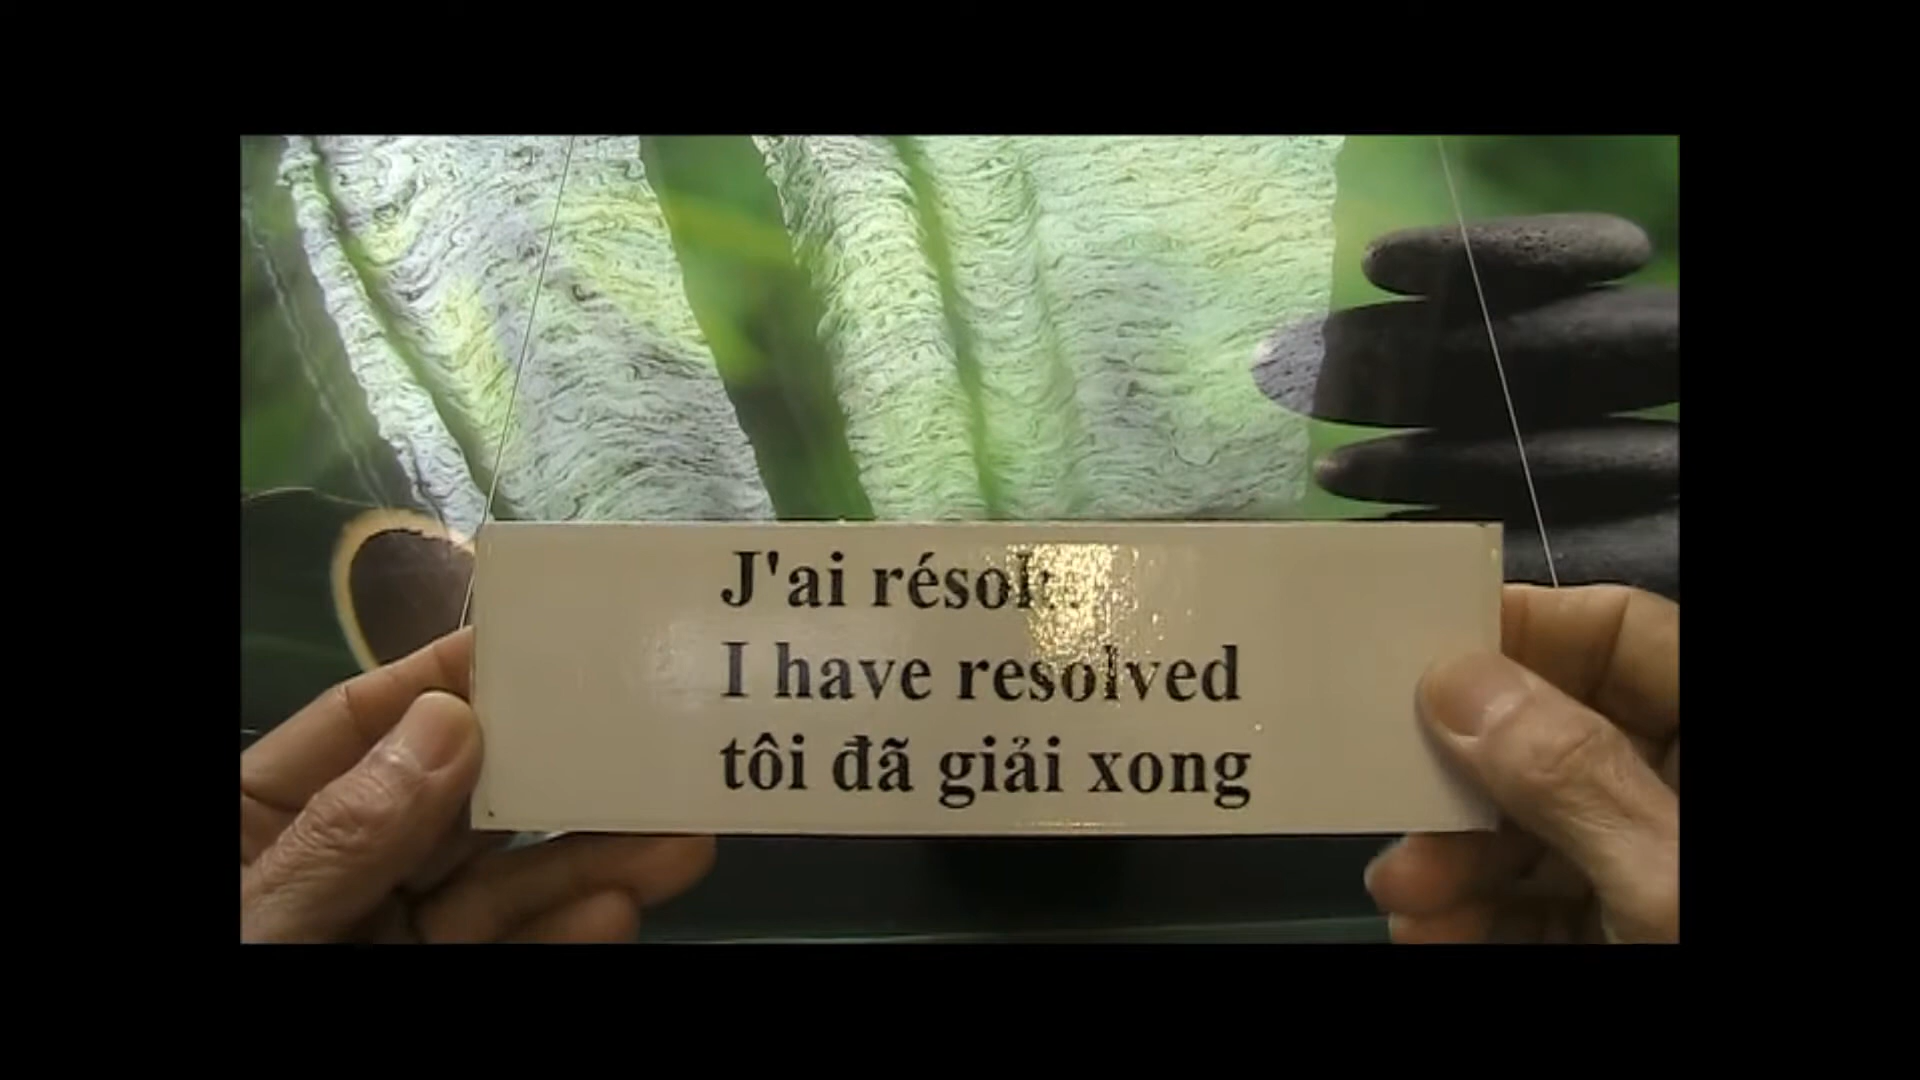 J'ai
I have resolved
tôi đã giải xong